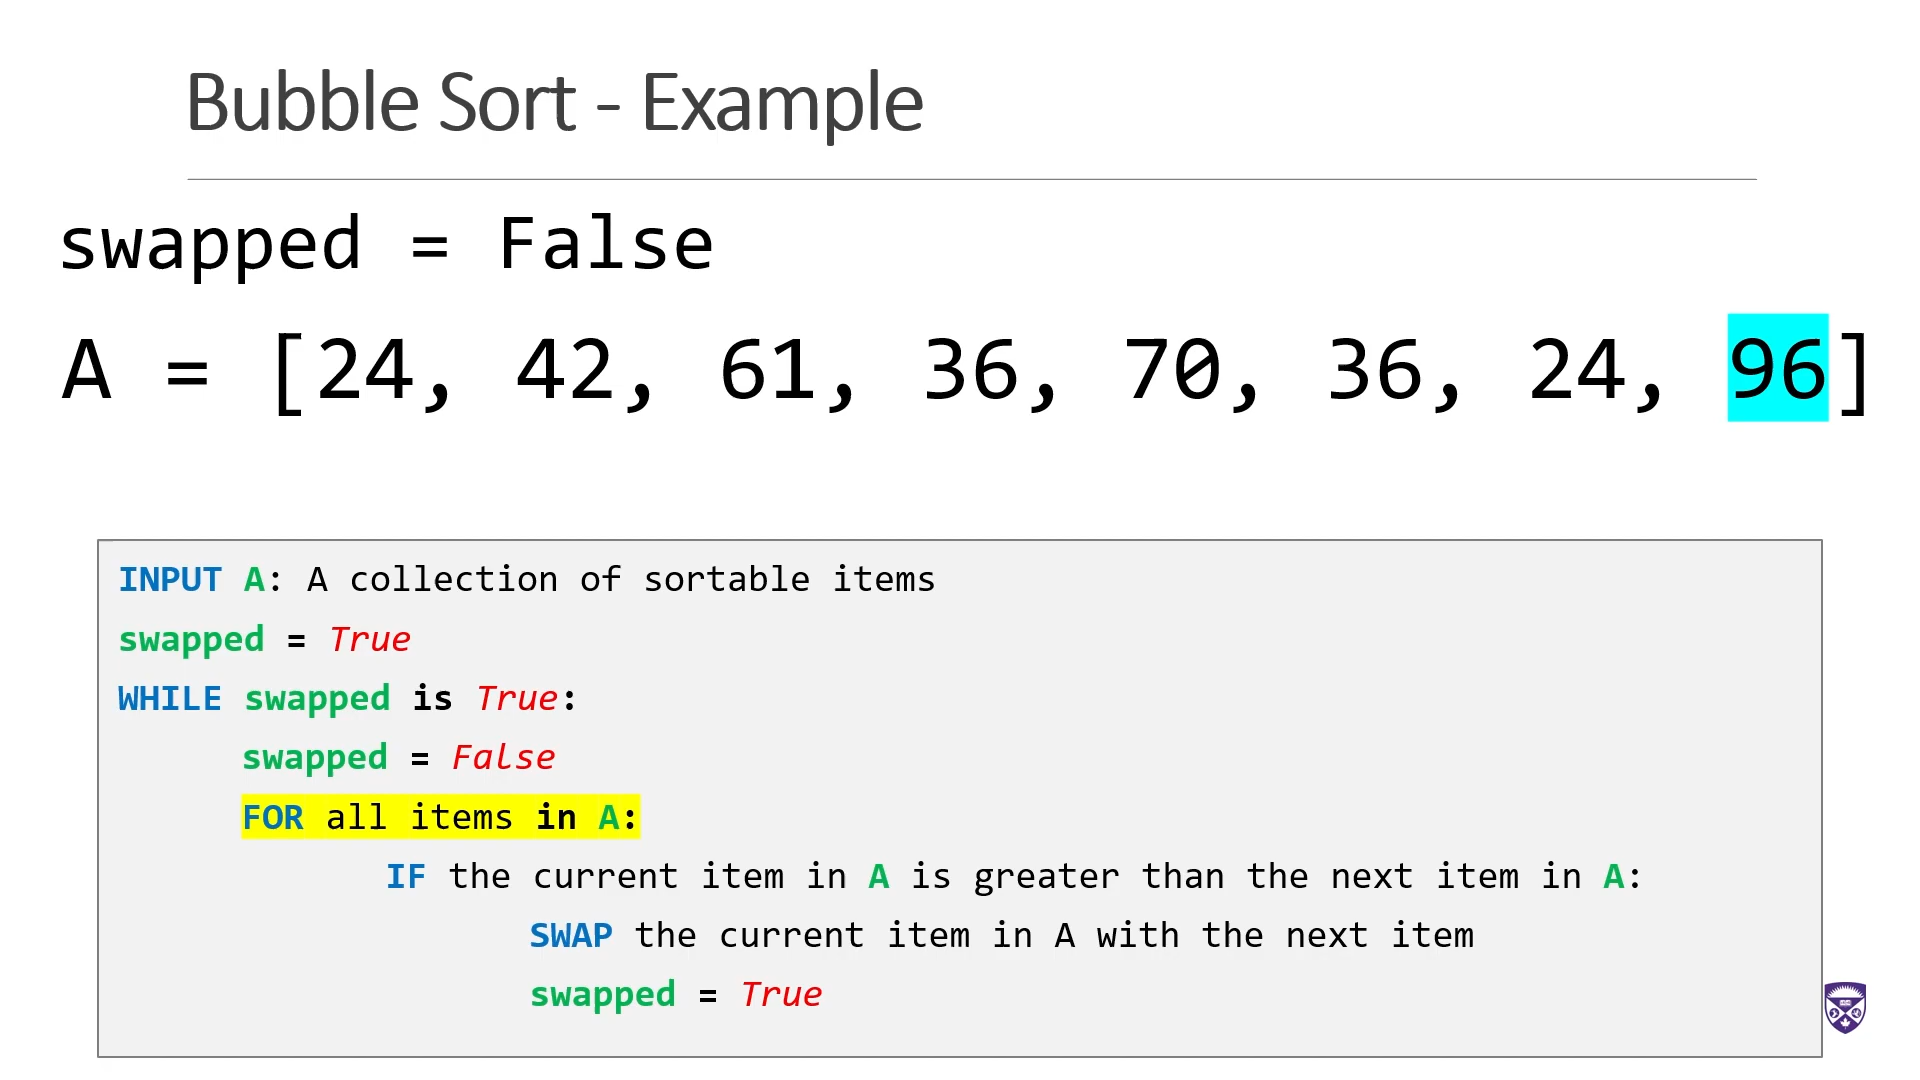 Bubble Sort - Example
swapped = False
A = [24, 42, 61, 36, 70, 36, 24, 96]
INPUT A: A collection of sortable items
swapped = True
WHILE swapped is True:
swapped = False
FOR all items in A:
IF the current item in A is greater than the next item in A:
SWAP the current item in A with the next item
swapped = True